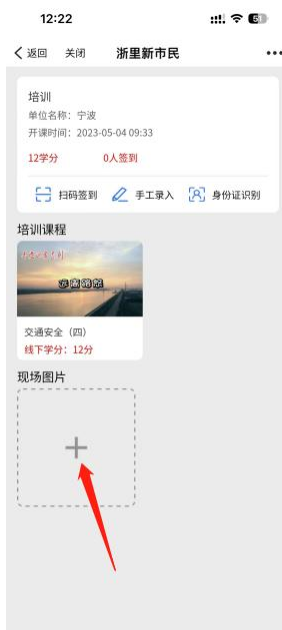 12:22
51
返回 关闭 浙里新市民
培训
单位名称：宁波
开课时间：2023-05-04 09:33
12学分 0人签到
扫码签到 手工录入 身份证识别
培训课程
交通安全（四）
线下学分：12分
现场图片